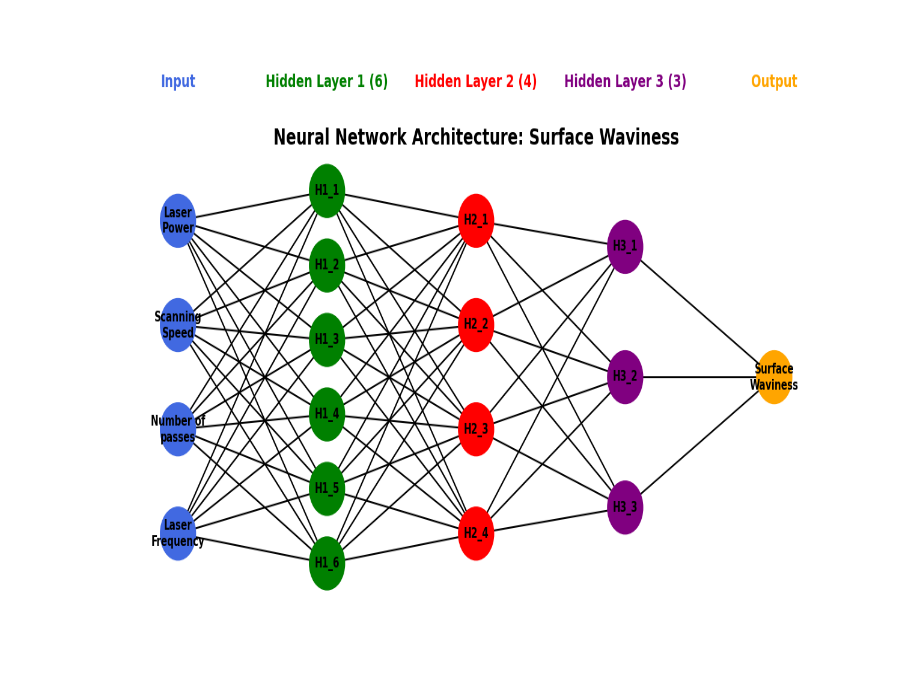 Input
Hidden Layer 1 (6)
Hidden Layer 2 (4)
Hidden Layer 3 (3)
Output
Neural Network Architecture: Surface Waviness
Laser
Power
Scanning
Speed
Number of
passes
Laser
Frequency
H1_1
H1_2
H1_3
H1_4
H1_5
H1_6
H2_1
H2_2
H2_3
H2_4
H3_1
H3_2
H3_3
Surface
Waviness